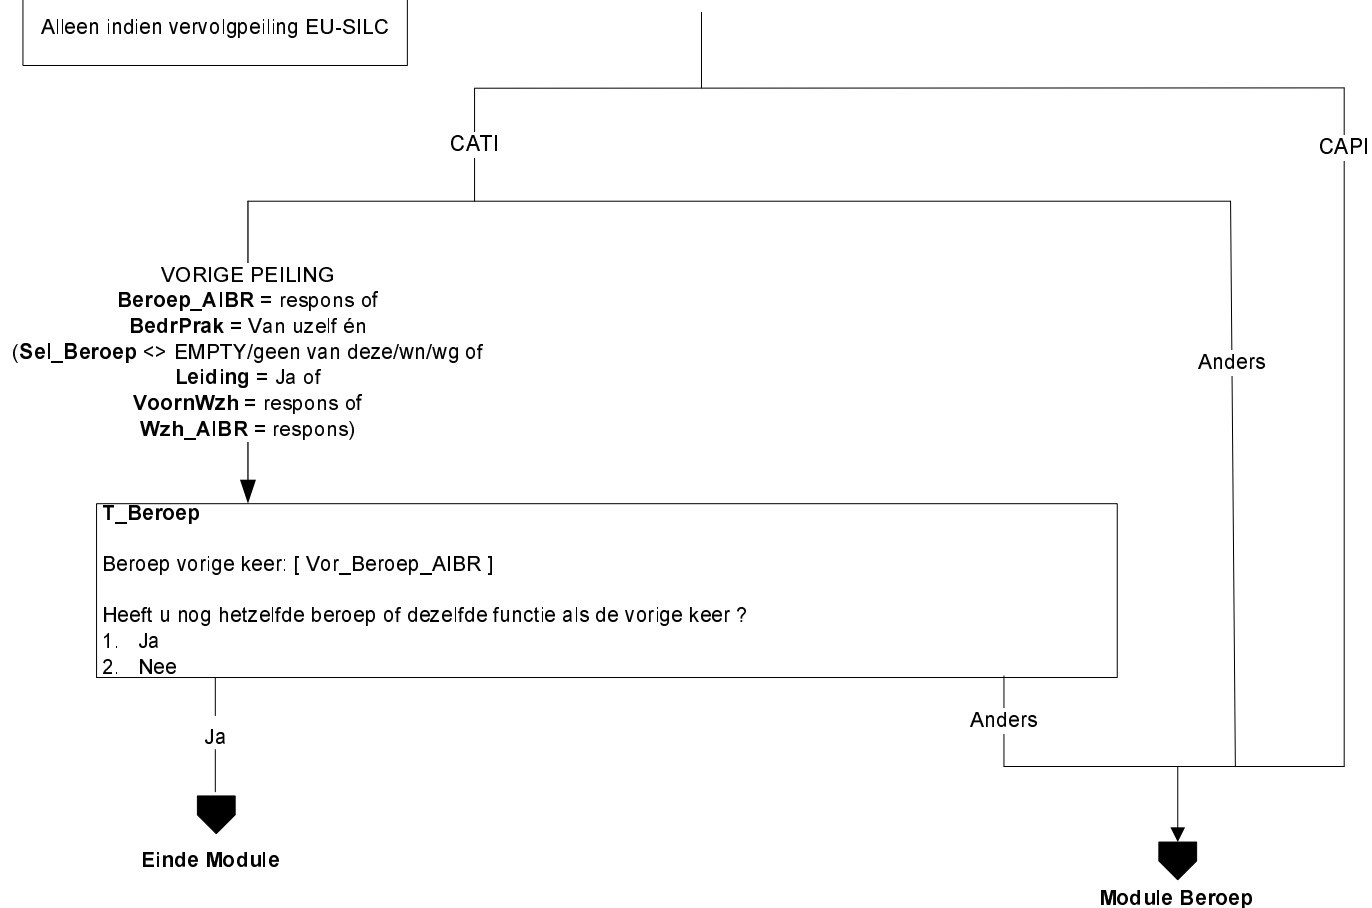 Alleen indien vervolgpeiling EU-SILC
CATI
CAPI
VORIGE PEILING
Beroep_AIBR = respons of
BedrPrak = Van uzelf én
(Sel_Beroep <> EMPTY/geen van deze/wn/wg of
Leiding = Ja of
VoornWzh = respons of
Wzh_AIBR = respons)
Anders
T_Beroep
Beroep vorige keer: [ Vor_Beroep_AIBR ]
Heeft u nog hetzelfde beroep of dezelfde functie als de vorige keer ?
1. Ja
2. Nee
Ja
Anders
Einde Module
Module Beroep